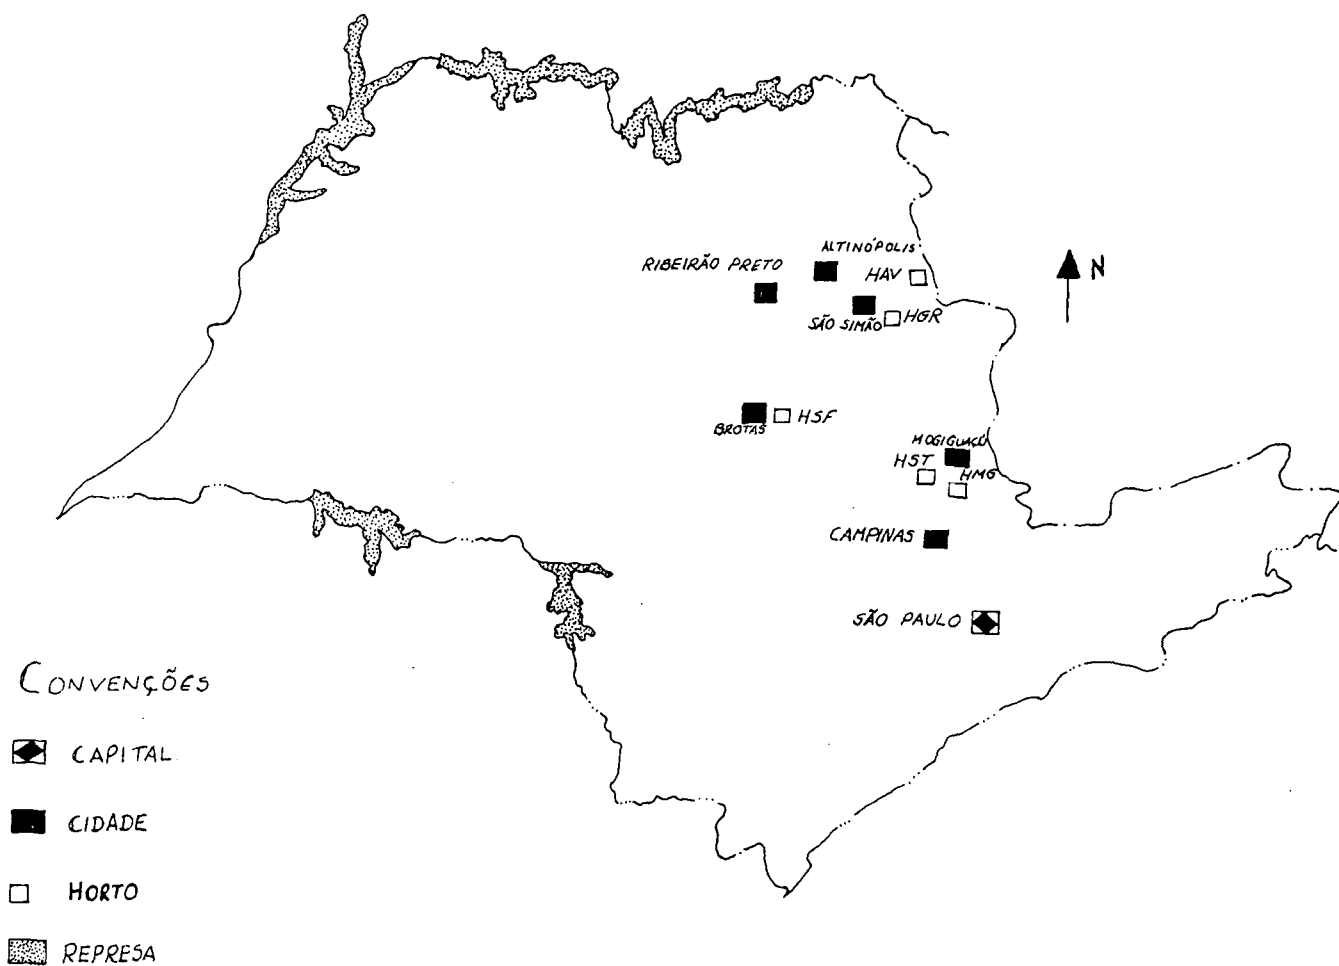 ALTINÓPOLIS
RIBEIRÃO PRETO
HAV
N
SÃO SIMÃO
HGR
BROTAS
HSF
MOGIGUAÇÚ
HST
HMG
CAMPINAS
SÃO PAULO
CONVENÇÕES
CAPITAL
CIDADE
HORTO
REPRESA